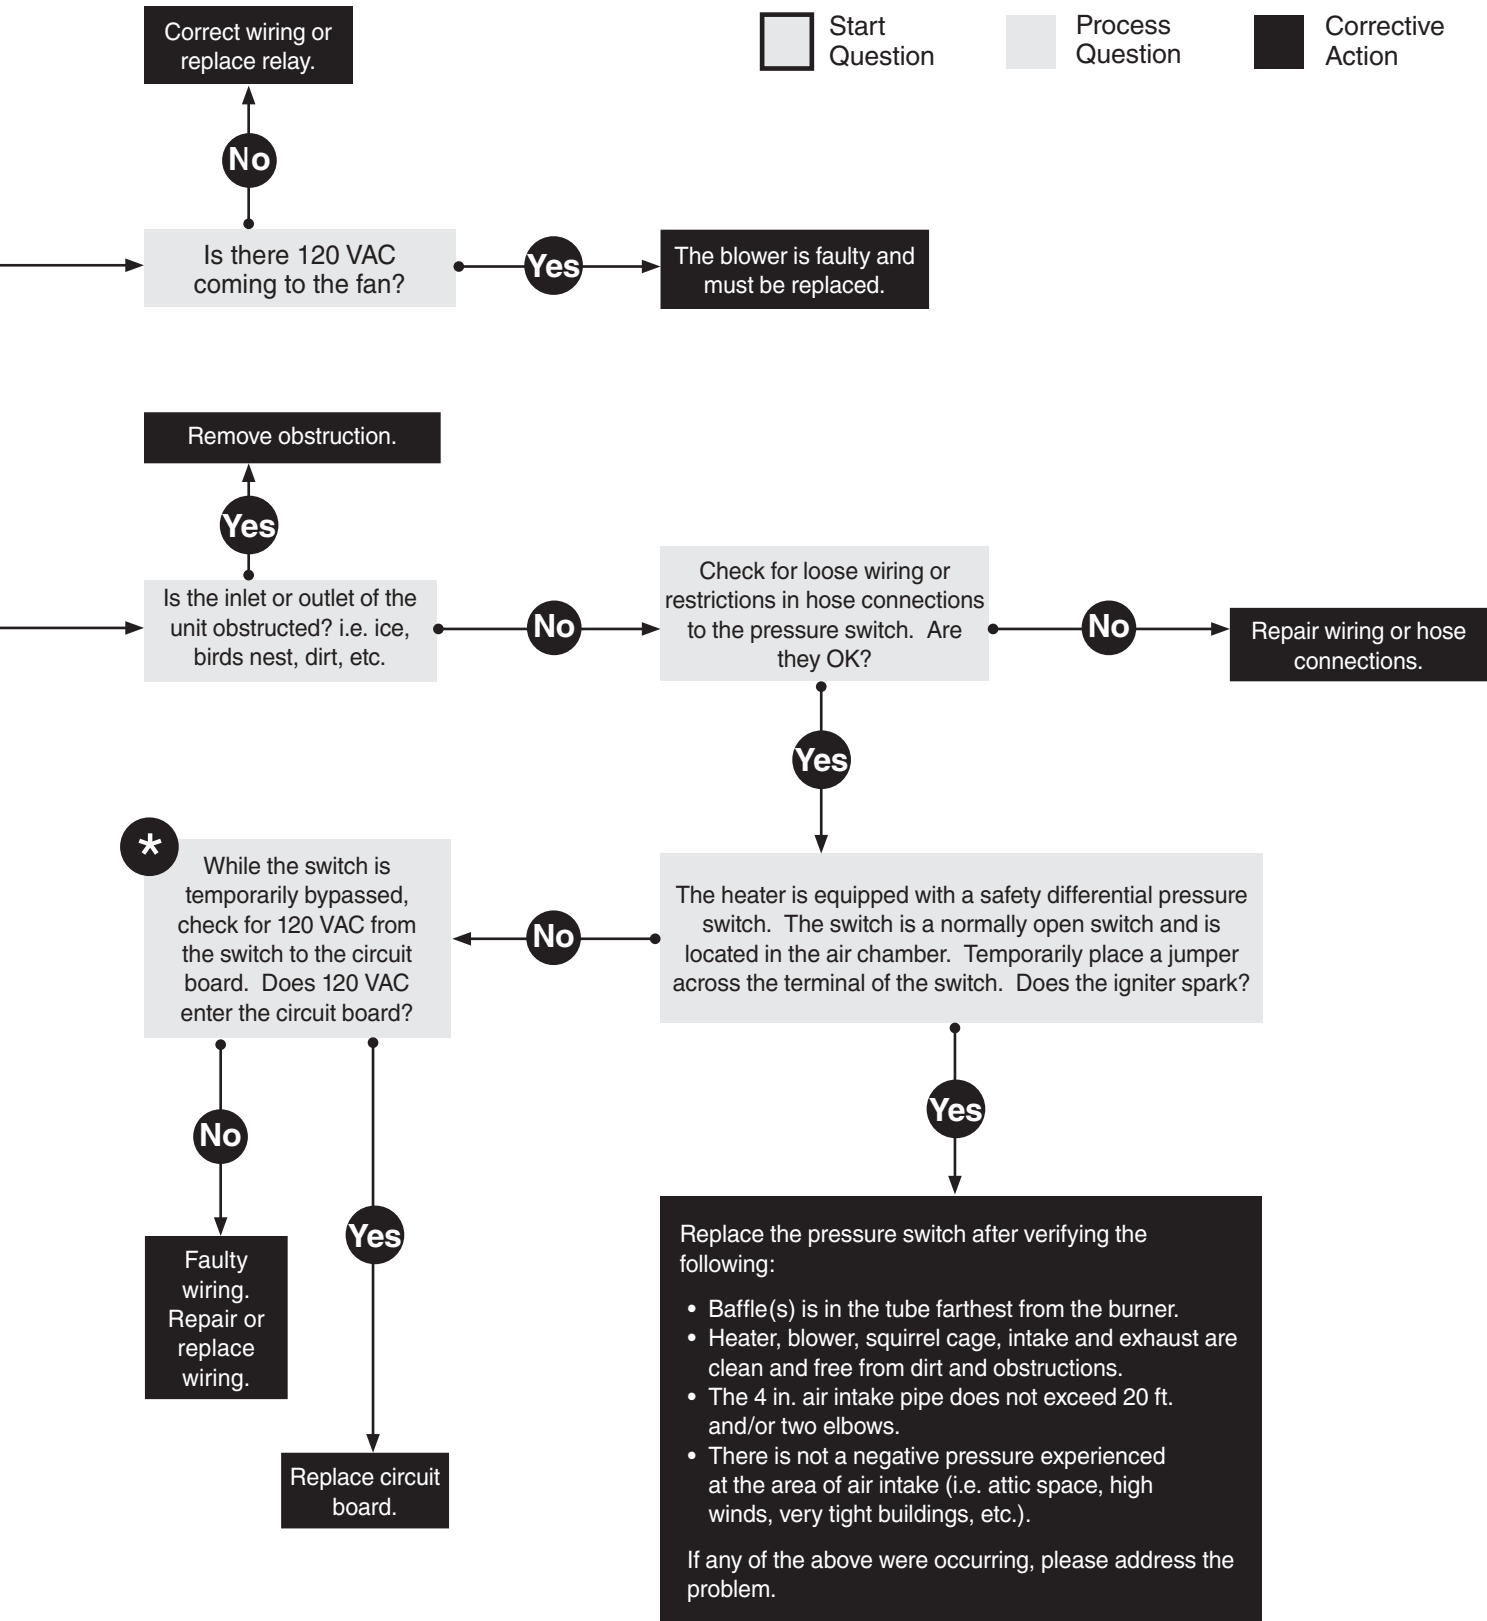 Correct wiring or
replace relay.
Start
Question
Process
Question
Corrective
Action
No
Is there 120 VAC
coming to the fan?
Yes
The blower is faulty and
must be replaced.
Remove obstruction.
Yes
Is the inlet or outlet of the
unit obstructed? i.e. ice,
birds nest, dirt, etc.
No
Check for loose wiring or
restrictions in hose connections
to the pressure switch. Are
they OK?
No
Repair wiring or hose
connections.
Yes
*
While the switch is
temporarily bypassed,
check for 120 VAC from
the switch to the circuit
board. Does 120 VAC
enter the circuit board?
No
The heater is equipped with a safety differential pressure
switch. The switch is a normally open switch and is
located in the air chamber. Temporarily place a jumper
across the terminal of the switch. Does the igniter spark?
No
Yes
Yes
Faulty
wiring.
Repair or
replace
wiring.
Replace circuit
board.
Replace the pressure switch after verifying the
following:
• Baffle(s) is in the tube farthest from the burner.
• Heater, blower, squirrel cage, intake and exhaust are
clean and free from dirt and obstructions.
• The 4 in. air intake pipe does not exceed 20 ft.
and/or two elbows.
• There is not a negative pressure experienced
at the area of air intake (i.e. attic space, high
winds, very tight buildings, etc.).
If any of the above were occurring, please address the
problem.